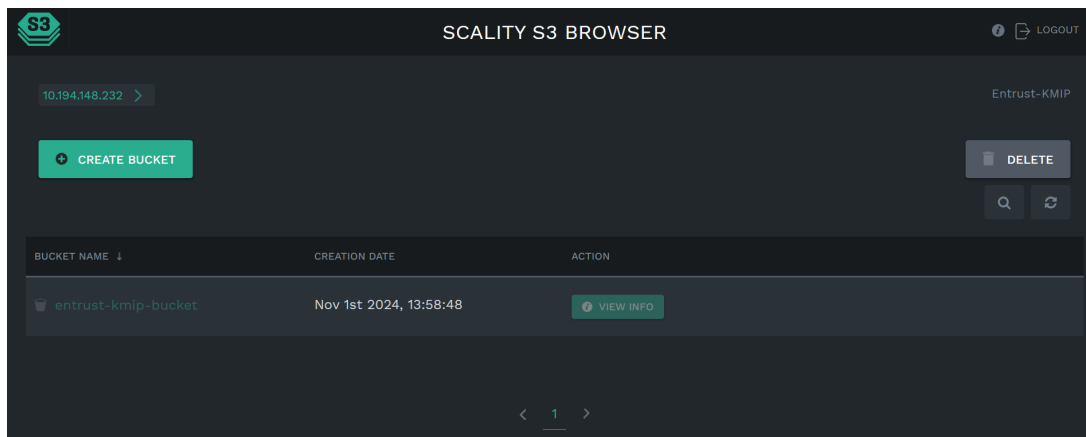 S3
SCALITY S3 BROWSER
LOGOUT
10.194.148.232
Entrust-KMIP
CREATE BUCKET
DELETE
BUCKET NAME ↓ CREATION DATE ACTION
entrust-kmip-bucket Nov 1st 2024, 13:58:48 VIEW INFO
1